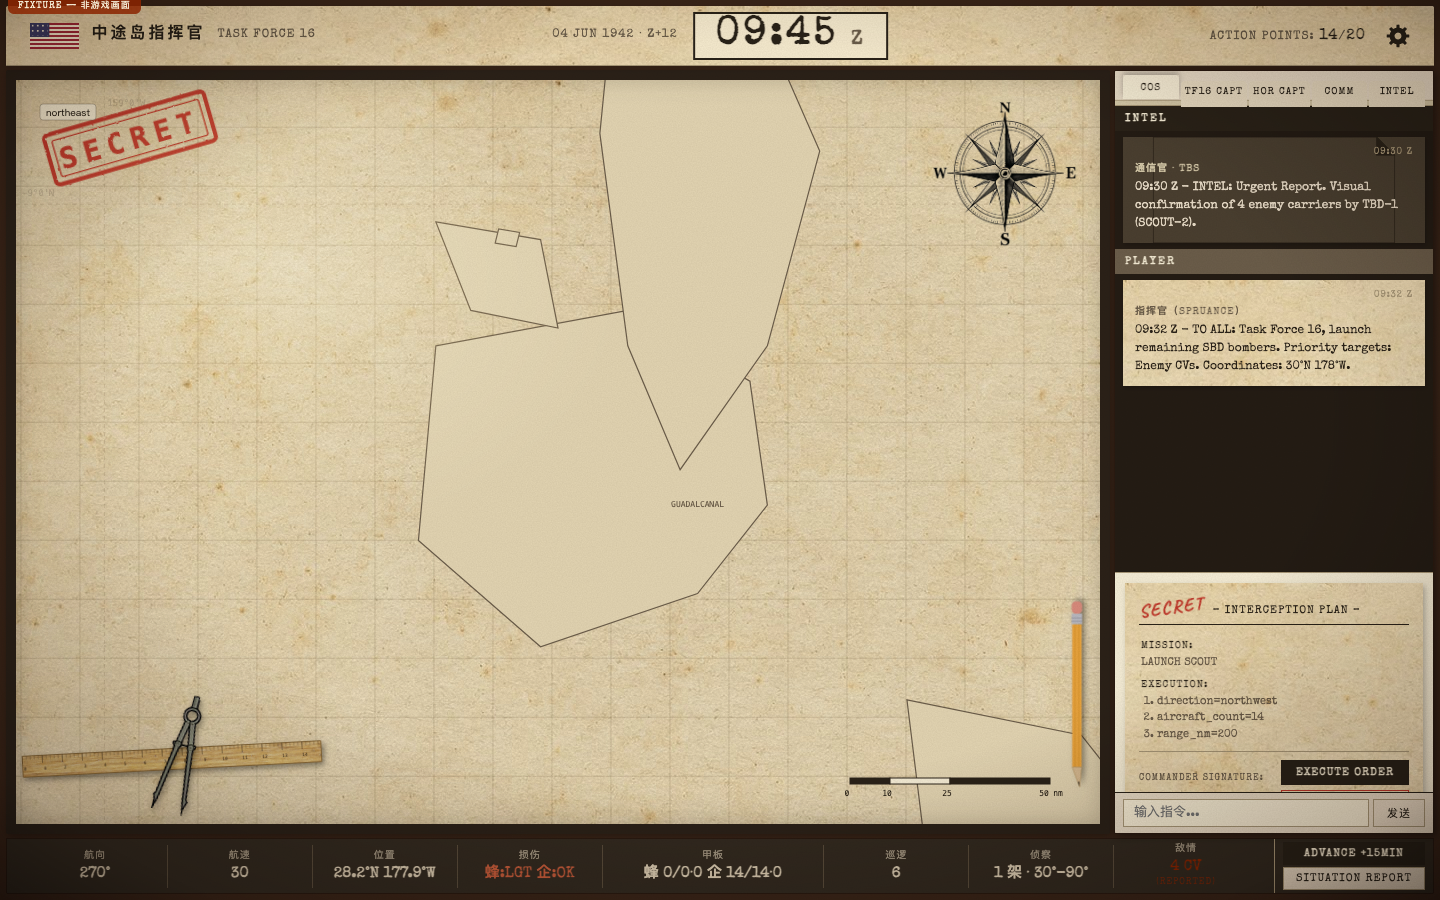 FIXTURE — 非游戏画面
中途岛指挥官 TASK FORCE 16
04 JUN 1942 · Z+12
09:45 Z
ACTION POINTS: 14/20
northeast
SECRET
N
W E
S
GUADALCANAL
0 10 25 50 nm
COS TF16 CAPT HOR CAPT COMM INTEL
INTEL
09:30 Z
通信官 · TBS
09:30 Z – INTEL: Urgent Report. Visual
confirmation of 4 enemy carriers by TBD-1
(SCOUT-2).
PLAYER
09:32 Z
指挥官 (SPRUANCE)
09:32 Z – TO ALL: Task Force 16, launch
remaining SBD bombers. Priority targets:
Enemy CVs. Coordinates: 30°N 178°W.
SECRET – INTERCEPTION PLAN –
MISSION:
LAUNCH SCOUT
EXECUTION:
1. direction=northwest
2. aircraft_count=14
3. range_nm=200
COMMANDER SIGNATURE:
EXECUTE ORDER
输入指令...
发送
航向
270°
航速
30
位置
28.2°N 177.9°W
损伤
蜂:LGT 企:OK
甲板
蜂 0/0·0 企 14/14·0
巡逻
6
侦察
1 架 · 30°–90°
敌情
4 CV
(REPORTED)
ADVANCE +15MIN
SITUATION REPORT